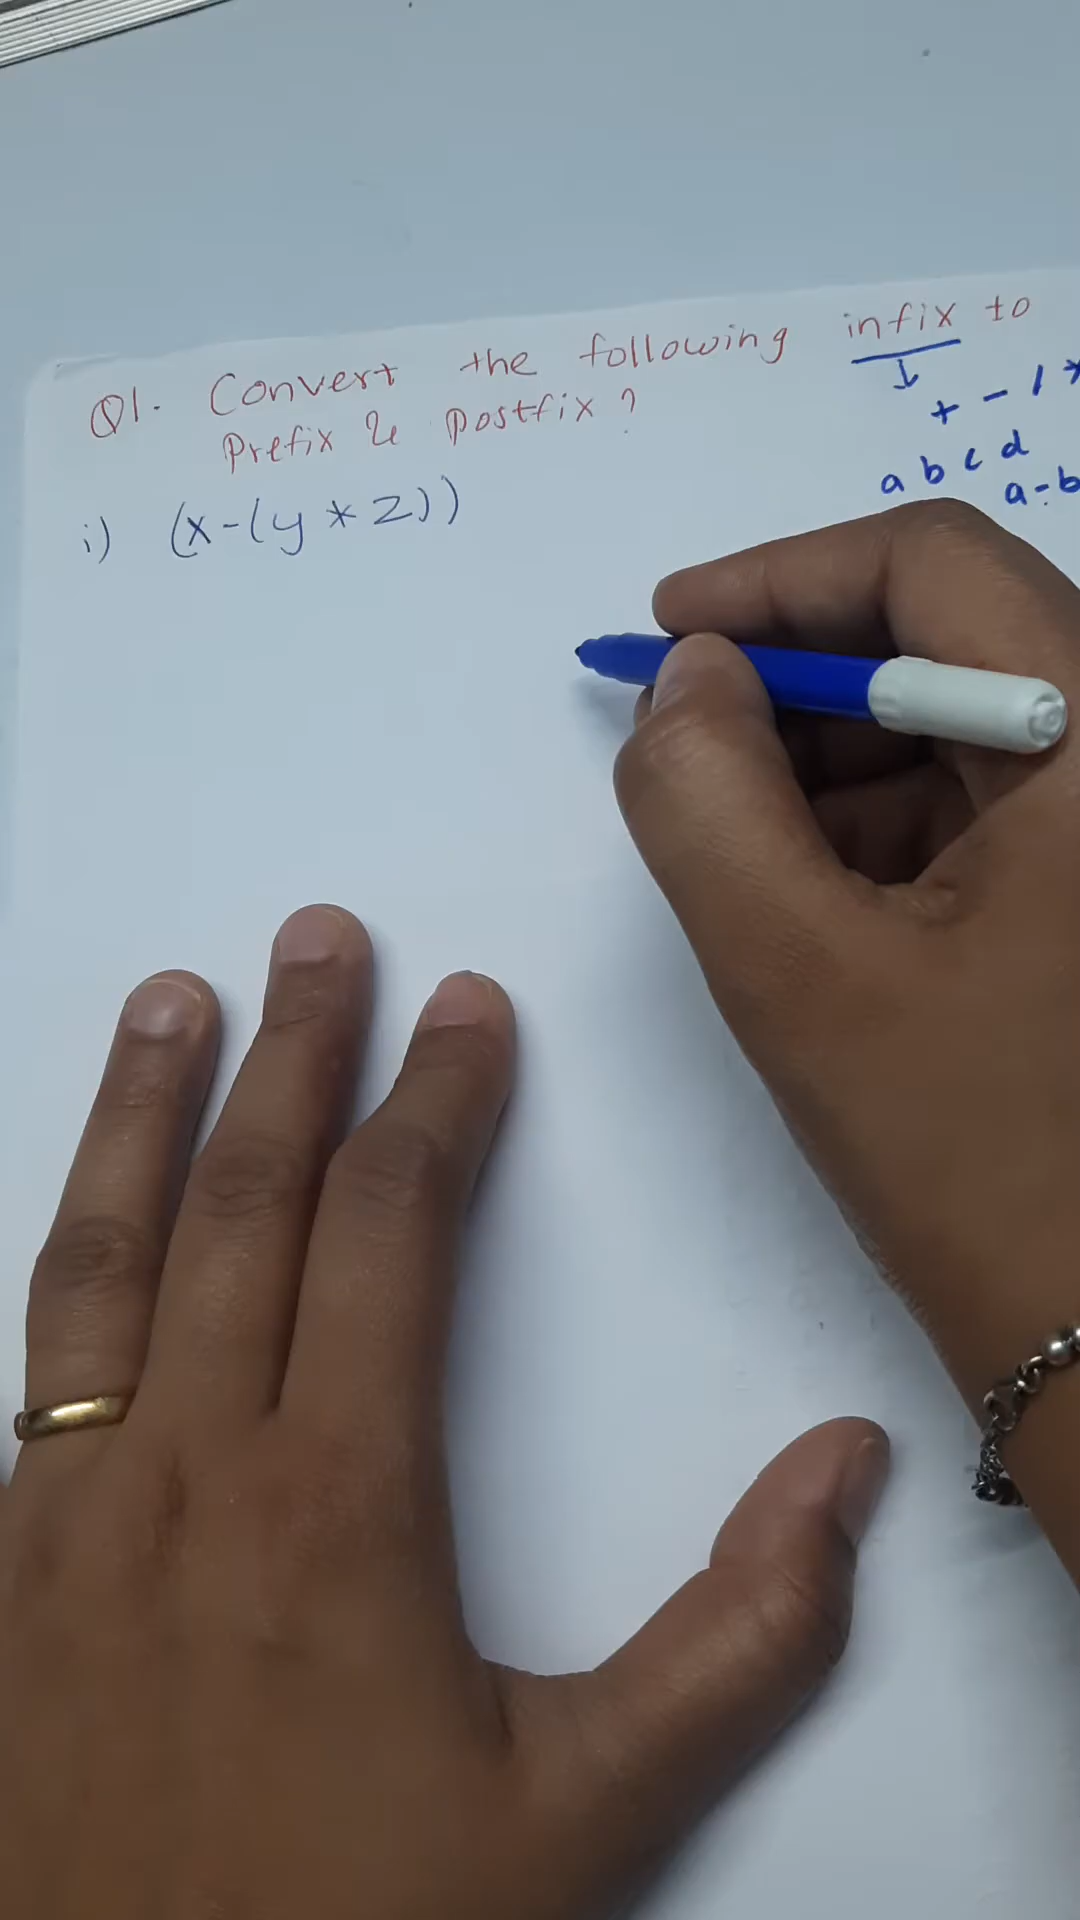 Q1. Convert the following infix to
Prefix & Postfix ?
↓
+ - / *
a b c d
a - b
i) (x-(y * z))